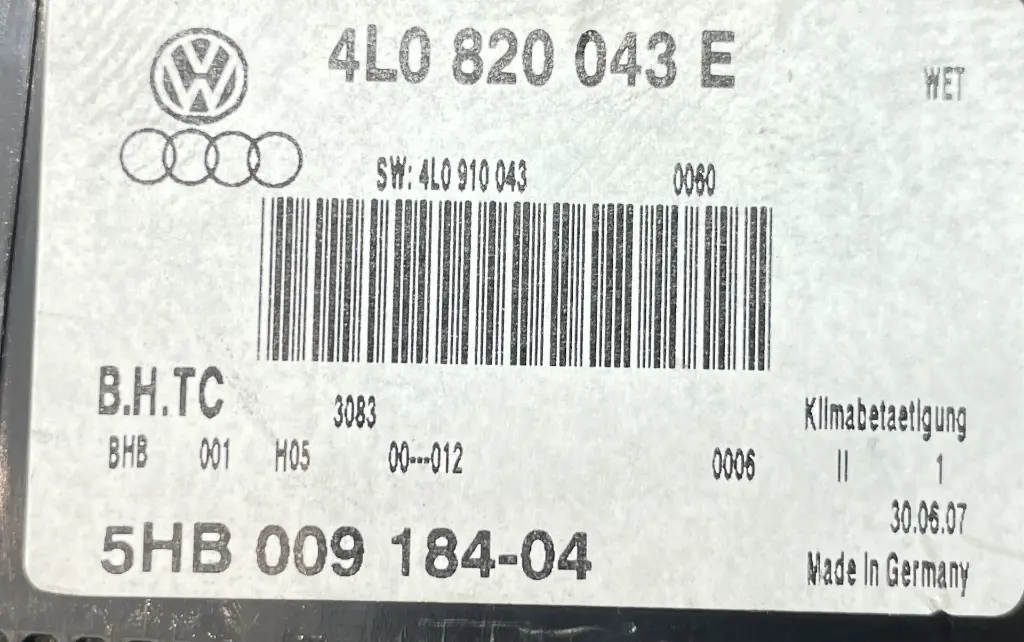 4L0 820 043 E
WET
SW: 4L0 910 043 0060
B.H.TC
3083
Klimabetaetigung
BHB 001 H05 00---012 0006 II 1
30.06.07
5HB 009 184-04
Made In Germany